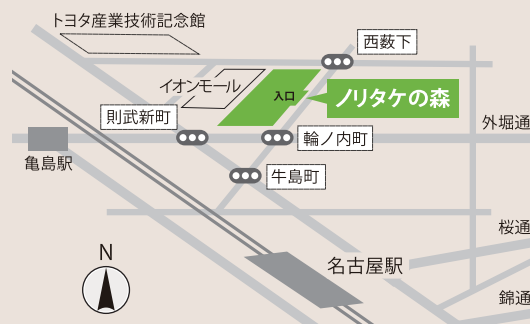 トヨタ産業技術記念館
西薮下
イオンモール
入口
ノリタケの森
則武新町
輪ノ内町
外堀通
亀島駅
牛島町
桜通
名古屋駅
N
錦通